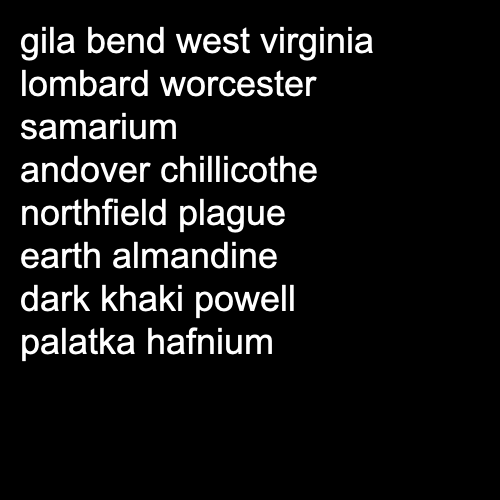 gila bend west virginia
lombard worcester
samarium
andover chillicothe
northfield plague
earth almandine
dark khaki powell
palatka hafnium